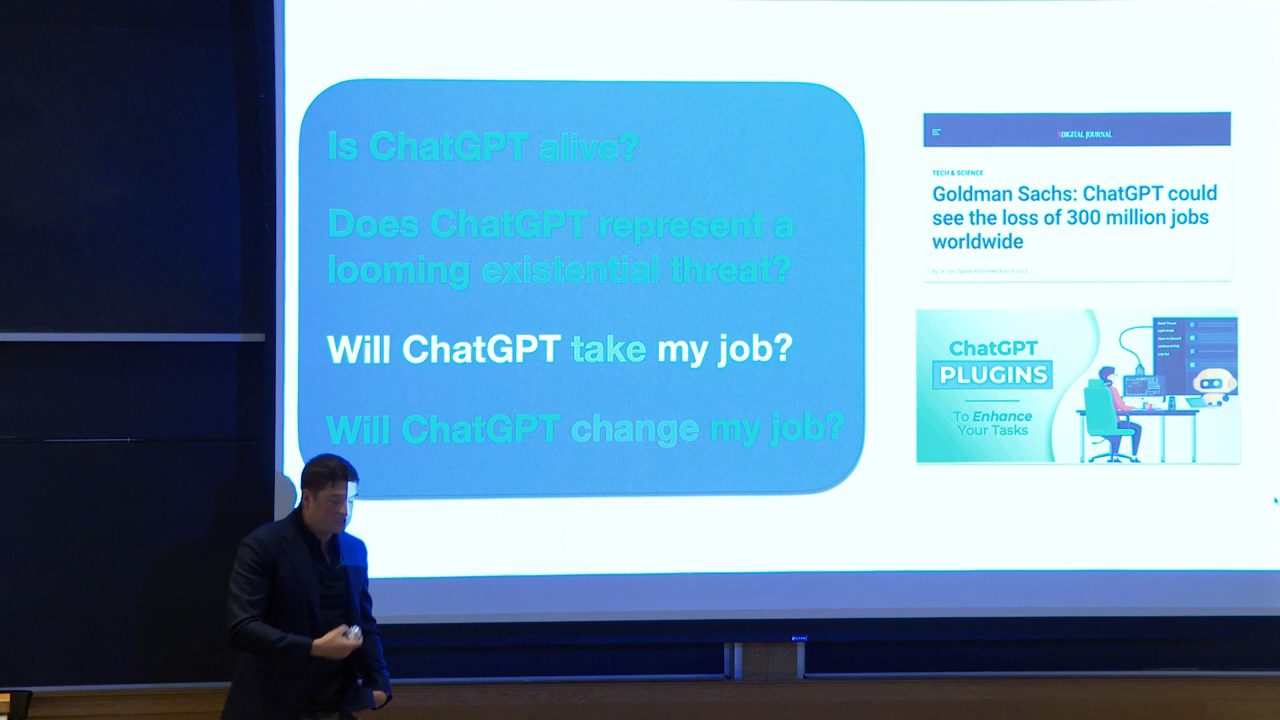 Is ChatGPT alive?
Does ChatGPT represent a
looming existential threat?
Will ChatGPT take my job?
Will ChatGPT change my job?
DIGITAL JOURNAL
TECH & SCIENCE
Goldman Sachs: ChatGPT could
see the loss of 300 million jobs
worldwide
ChatGPT
PLUGINS
To Enhance
Your Tasks